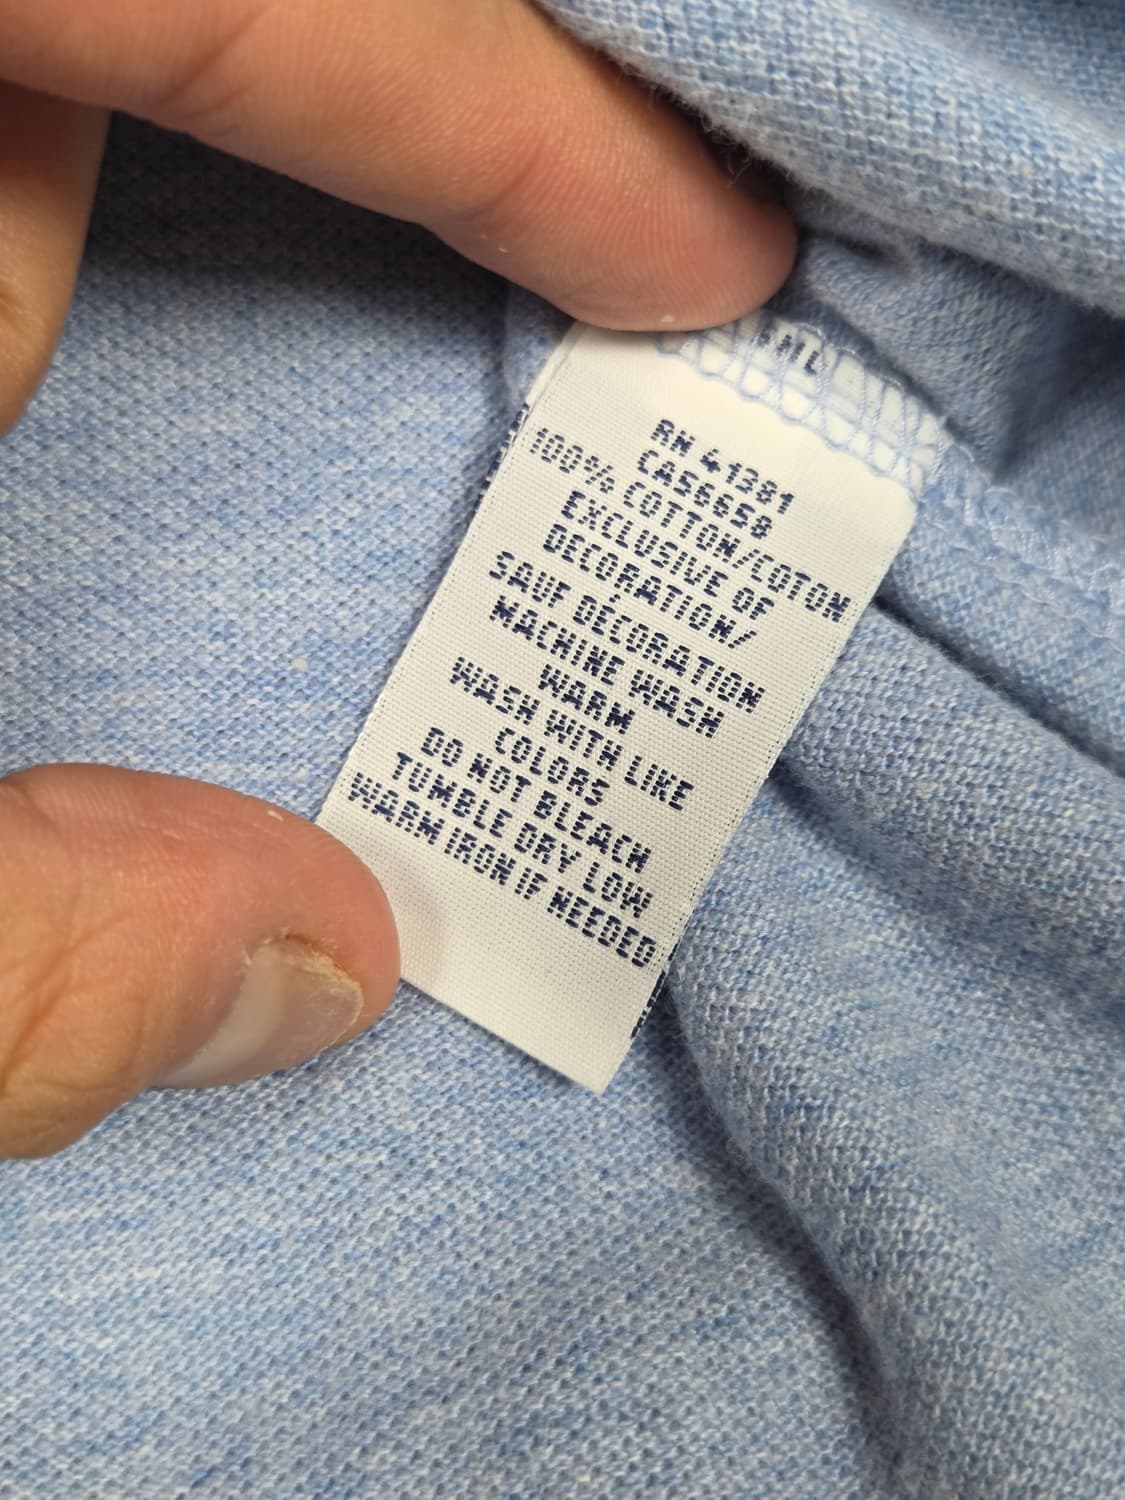 RN 41381
CA56658
100% COTTON/COTON
EXCLUSIVE OF
DECORATION/
SAUF DÉCORATION
MACHINE WASH
WARM
WASH WITH LIKE
COLORS
DO NOT BLEACH
TUMBLE DRY LOW
WARM IRON IF NEEDED